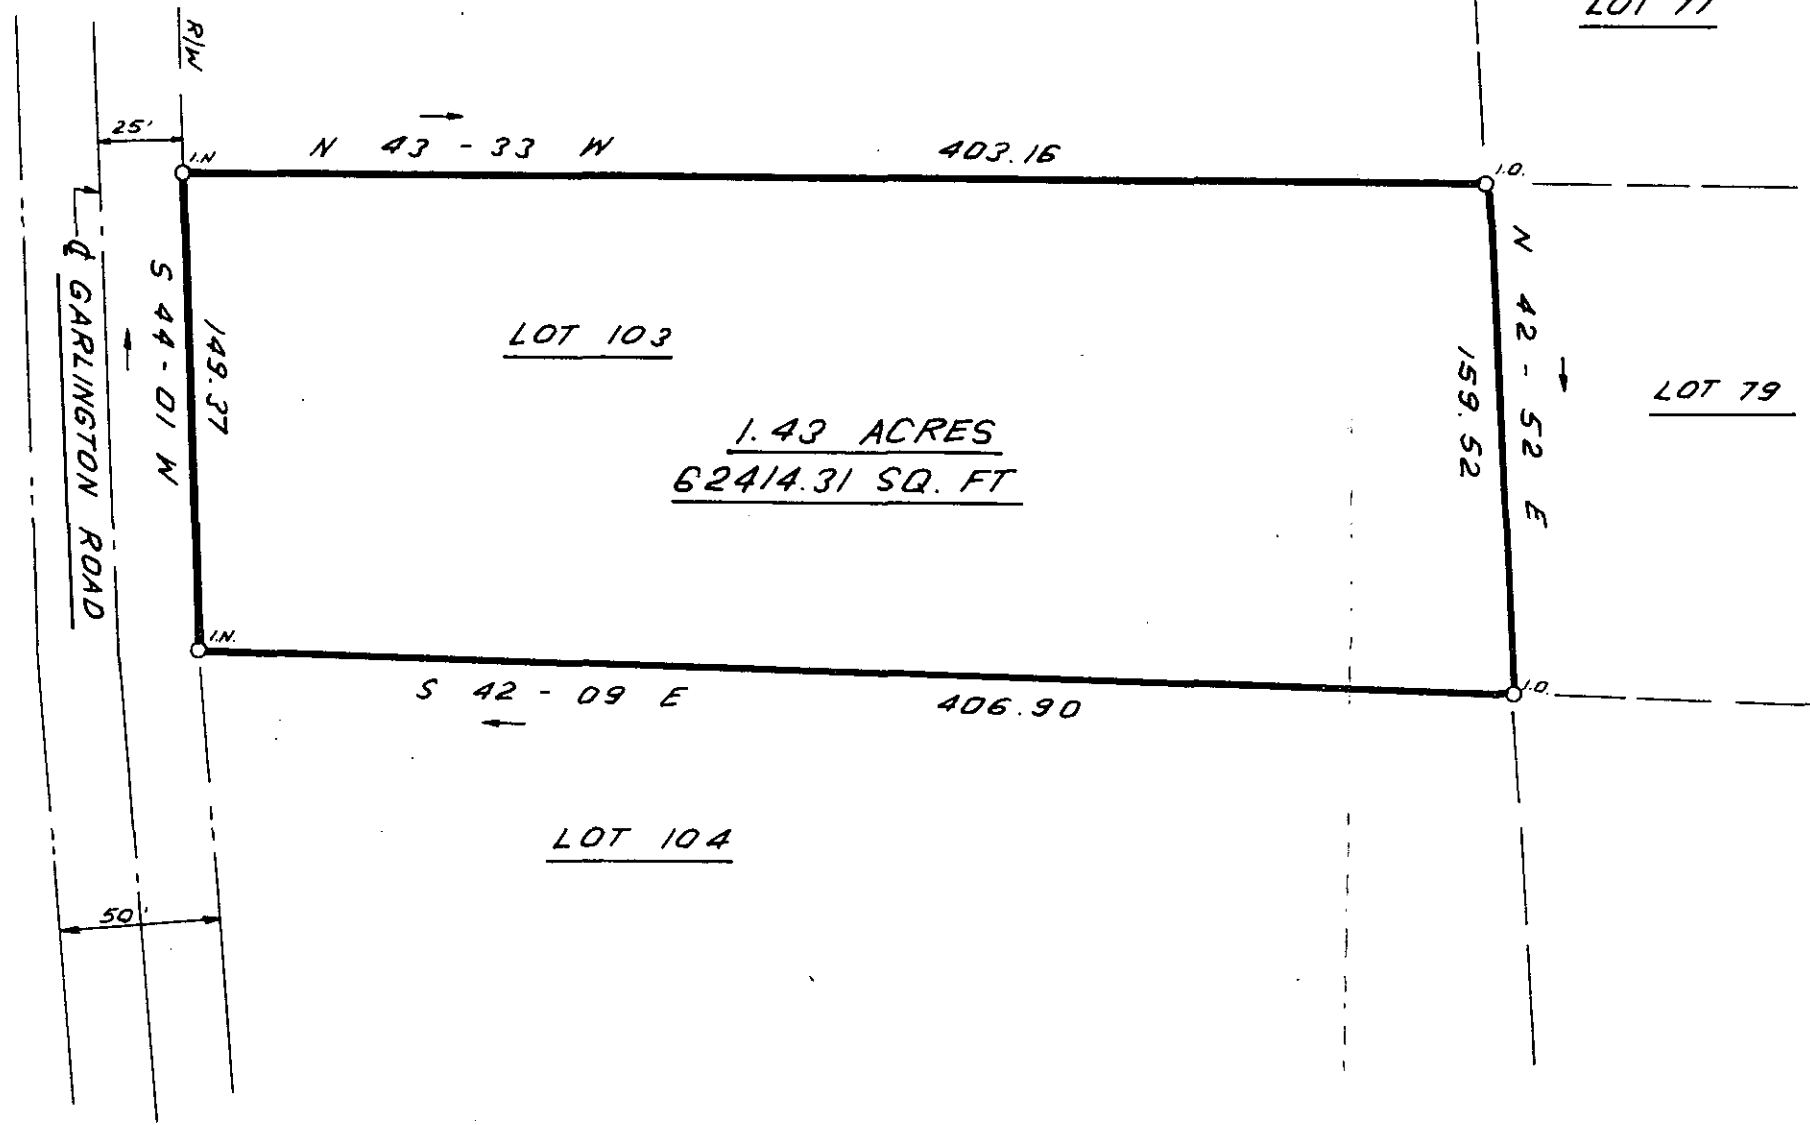 LOT 77
R/W
25'
I.N
N 43 - 33 W
403.16
I.O.
℄ GARLINGTON ROAD
S 44 - 01 W
149.37
LOT 103
1.43 ACRES
62414.31 SQ. FT
N 42 - 52 E
159.52
LOT 79
I.N.
S 42 - 09 E
406.90
I.O.
LOT 104
50'